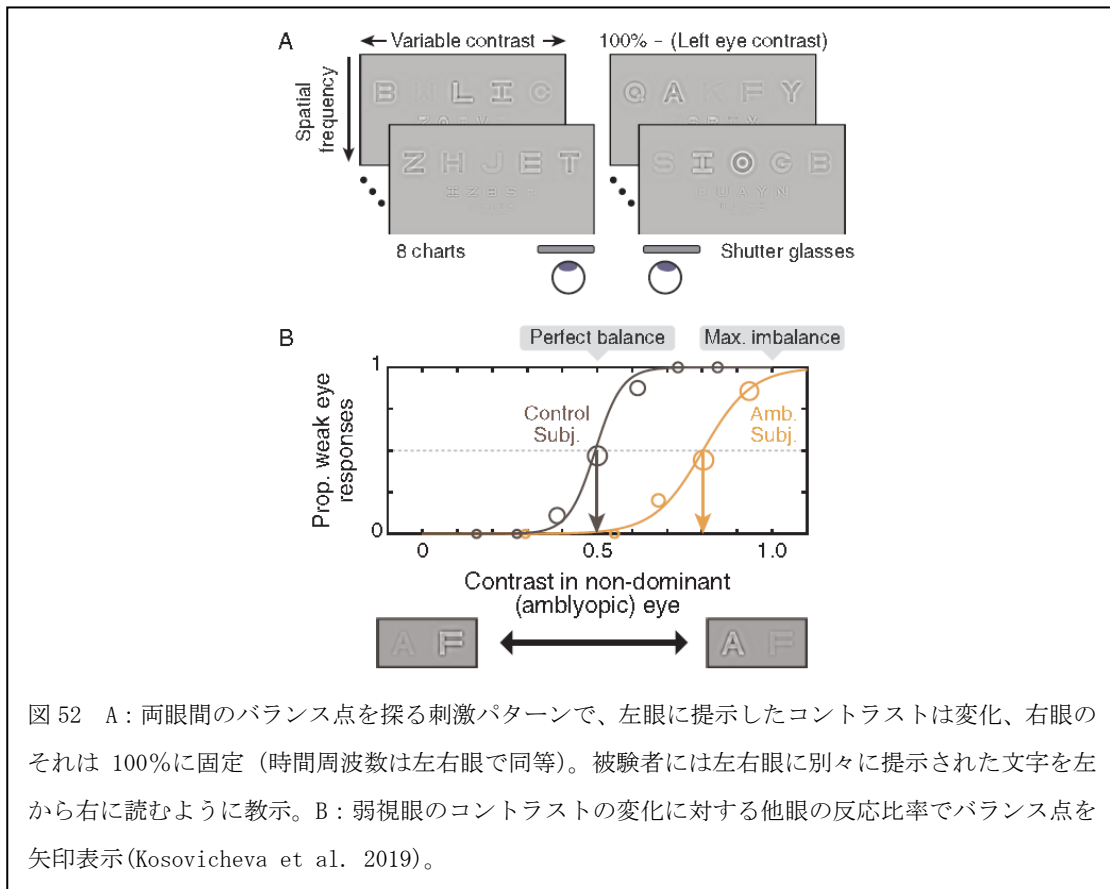 A
Variable contrast
100% - (Left eye contrast)
Spatial
frequency
B L I C
Q A K F Y
Z H J E T
S I O G B
I Z B S
U A Y N
8 charts
Shutter glasses
B
Perfect balance
Max. imbalance
1
Control
Subj.
Amb.
Subj.
Prop. weak eye
responses
0
0 0.5 1.0
Contrast in non-dominant
(amblyopic) eye
A F
A F
図 52 A：両眼間のバランス点を探る刺激パターンで、左眼に提示したコントラストは変化、右眼の
それは 100%に固定（時間周波数は左右眼で同等）。被験者には左右眼に別々に提示された文字を左
から右に読むように教示。B：弱視眼のコントラストの変化に対する他眼の反応比率でバランス点を
矢印表示(Kosovicheva et al. 2019)。